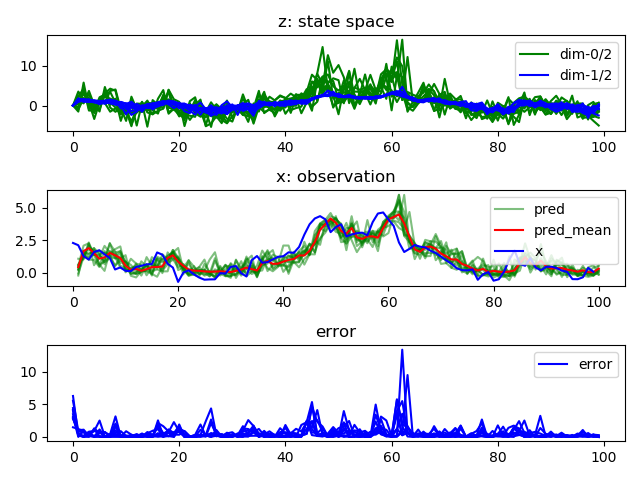 z: state space
10
0
dim-0/2
dim-1/2
0 20 40 60 80 100
x: observation
5.0
2.5
0.0
pred
pred_mean
x
0 20 40 60 80 100
error
10
5
0
error
0 20 40 60 80 100